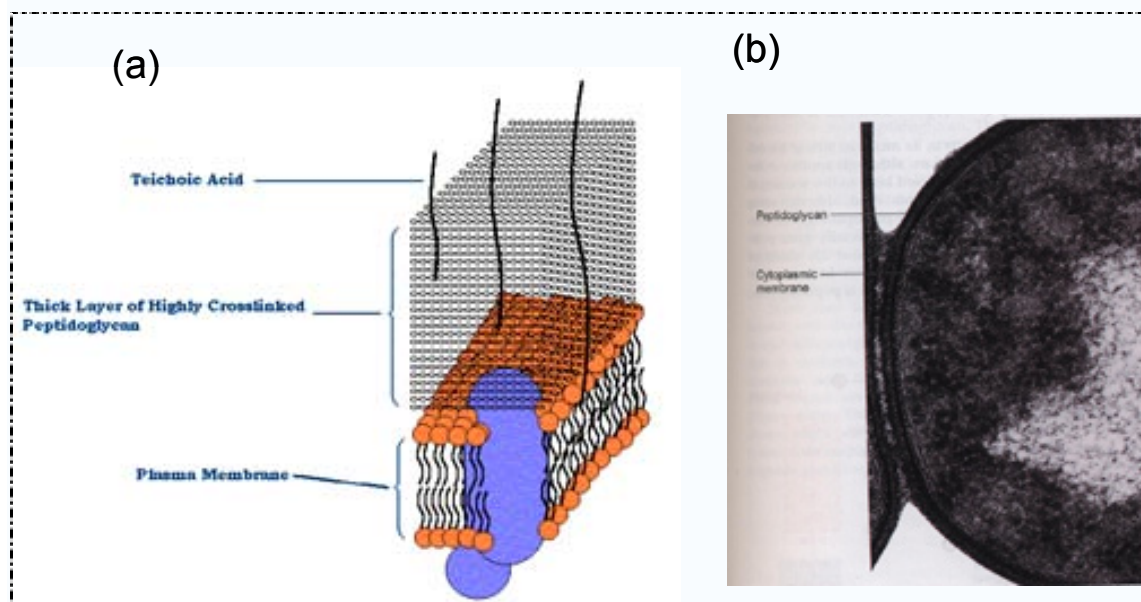 (a)
Teichoic Acid
Thick Layer of Highly Crosslinked
Peptidoglycan
Plasma Membrane
(b)
Peptidoglycan
Cytoplasmic
membrane